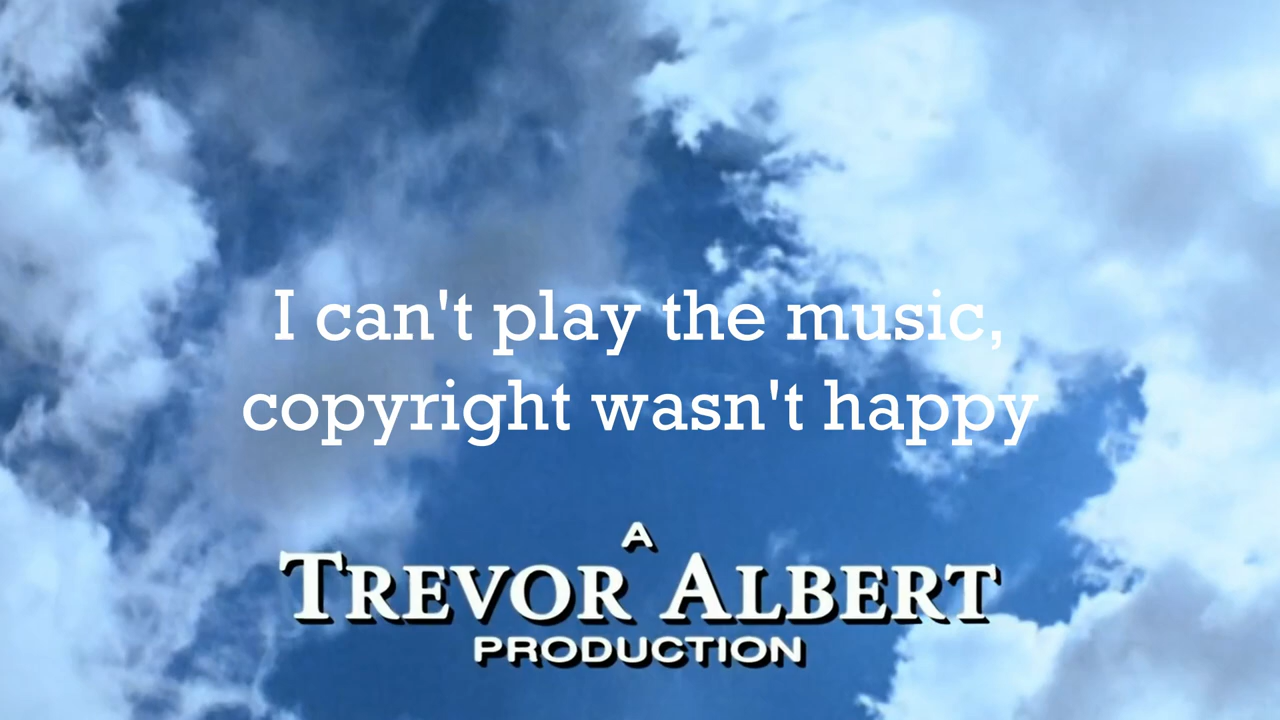 I can't play the music,
copyright wasn't happy
A
TREVOR ALBERT
PRODUCTION